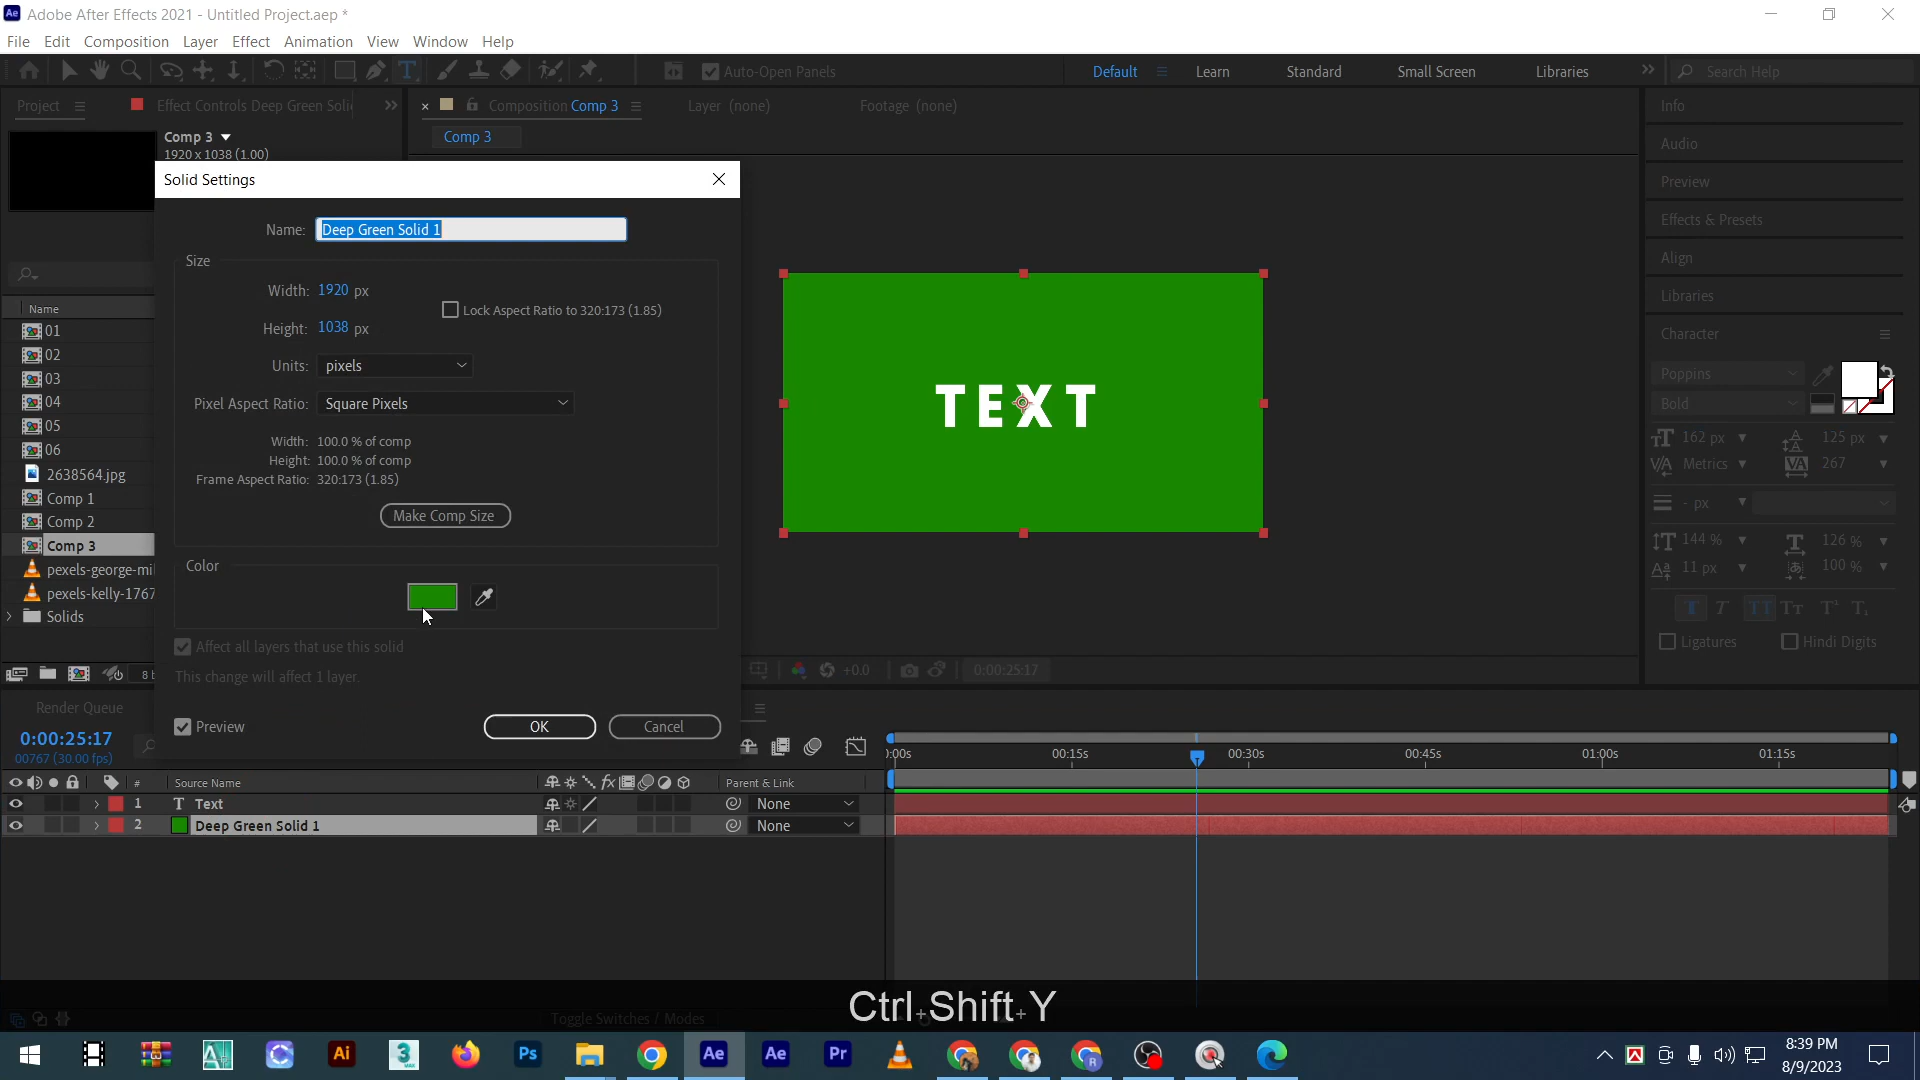 Adobe After Effects 2021 - Untitled Project.aep *
File Edit Composition Layer Effect Animation View Window Help
Auto-Open Panels
Default Learn Standard Small Screen Libraries Search Help
Project Effect Controls Deep Green Soli
Composition Comp 3 Layer (none) Footage (none)
Comp 3
1920 x 1038 (1.00)
Comp 3
Solid Settings
Name: Deep Green Solid 1
Size
Width: 1920 px
Height: 1038 px
Lock Aspect Ratio to 320:173 (1.85)
Units: pixels
Pixel Aspect Ratio: Square Pixels
Width: 100.0 % of comp
Height: 100.0 % of comp
Frame Aspect Ratio: 320:173 (1.85)
Make Comp Size
Color
Affect all layers that use this solid
This change will affect 1 layer.
Preview
OK
Cancel
Name
01
02
03
04
05
06
2638564.jpg
Comp 1
Comp 2
Comp 3
pexels-george-mil
pexels-kelly-1767
Solids
8 b
TEXT
+0.0 0:00:25:17
Info
Audio
Preview
Effects & Presets
Align
Libraries
Character
Poppins
Bold
162 px 125 px
Metrics 267
- px
144 % 126 %
11 px 100 %
Ligatures Hindi Digits
Render Queue
0:00:25:17
00767 (30.00 fps)
):00s 00:15s 00:30s 00:45s 01:00s 01:15s
# Source Name Parent & Link
1 T Text None
2 Deep Green Solid 1 None
Toggle Switches / Modes
Ctrl+Shift+Y
8:39 PM
8/9/2023